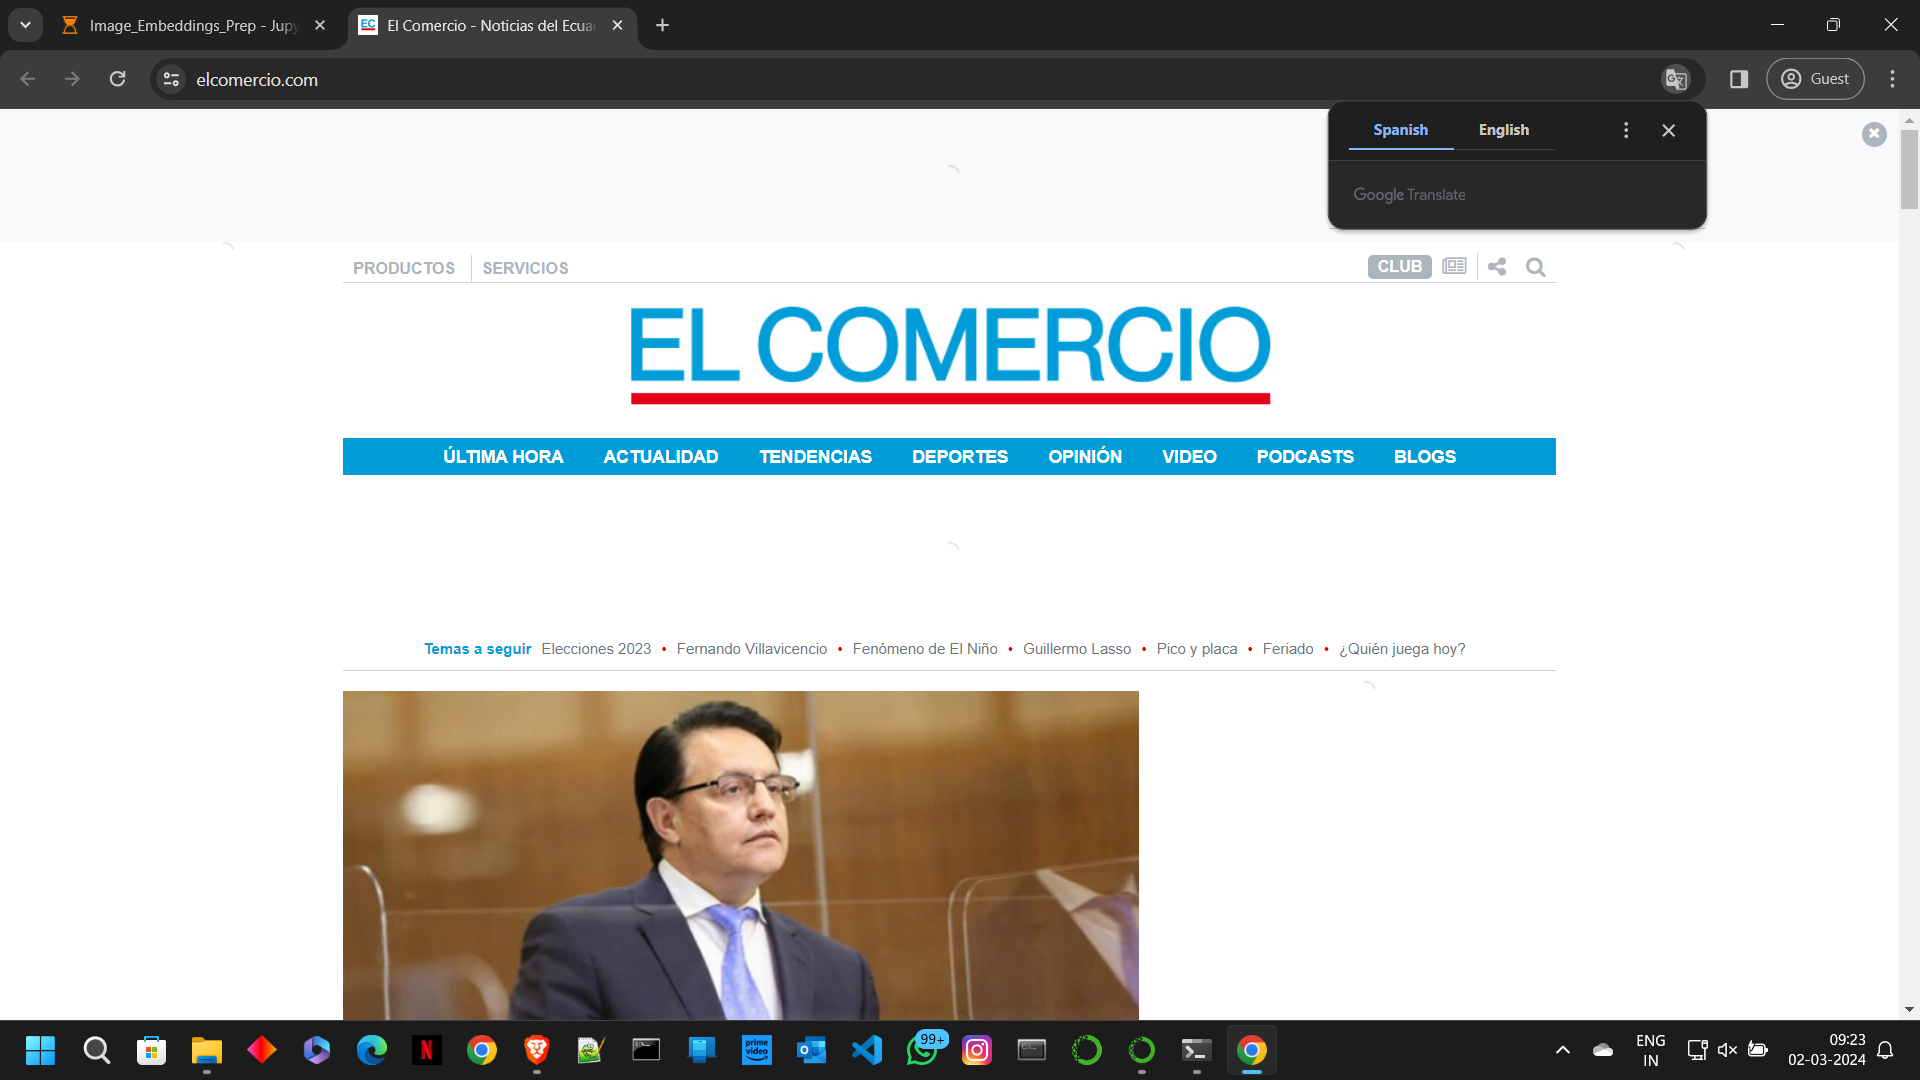 Image_Embeddings_Prep - Jupy
El Comercio - Noticias del Ecua
elcomercio.com
Guest
Spanish English
Google Translate
PRODUCTOS SERVICIOS
CLUB
EL COMERCIO
ÚLTIMA HORA ACTUALIDAD TENDENCIAS DEPORTES OPINIÓN VIDEO PODCASTS BLOGS
Temas a seguir Elecciones 2023 • Fernando Villavicencio • Fenómeno de El Niño • Guillermo Lasso • Pico y placa • Feriado • ¿Quién juega hoy?
prime video
99+
ENG
IN
09:23
02-03-2024